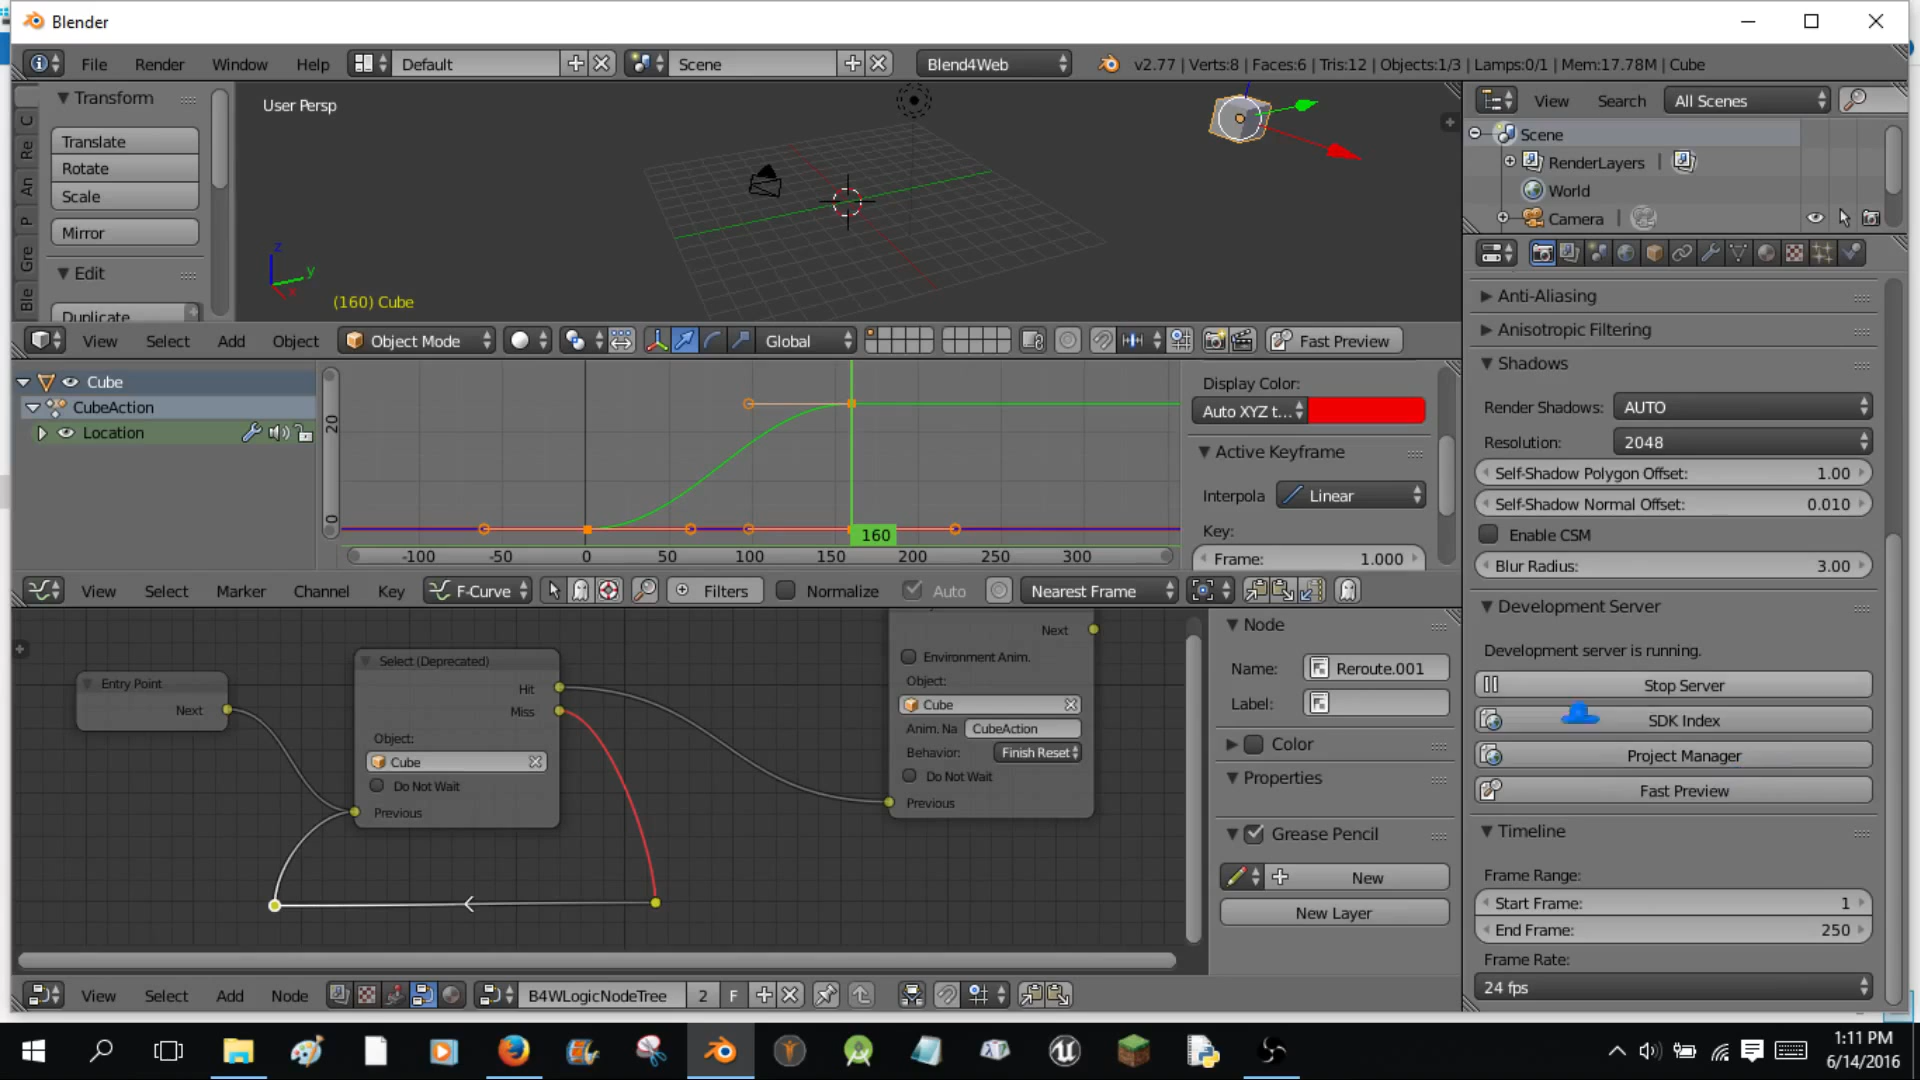 Blender
File Render Window Help Default Scene Blend4Web v2.77 | Verts:8 | Faces:6 | Tris:12 | Objects:1/3 | Lamps:0/1 | Mem:17.78M | Cube
Transform
Translate
Rotate
Scale
Mirror
Edit
Duplicate
C
Re
An
P
Gre
Ble
User Persp
z
y
x
(160) Cube
View Select Add Object Object Mode Global Fast Preview
Cube
CubeAction
Location
20
0
160
-100 -50 0 50 100 150 200 250 300
Display Color:
Auto XYZ t...
Active Keyframe
Interpola Linear
Key:
Frame: 1.000
View Select Marker Channel Key F-Curve Filters Normalize Auto Nearest Frame
Entry Point
Next
Select (Deprecated)
Hit
Miss
Object:
Cube
Do Not Wait
Previous
Next
Environment Anim.
Object:
Cube
Anim. Na CubeAction
Behavior: Finish Reset
Do Not Wait
Previous
Node
Name: Reroute.001
Label:
Color
Properties
Grease Pencil
New
New Layer
View Select Add Node B4WLogicNodeTree 2 F
View Search All Scenes
Scene
RenderLayers |
World
Camera |
Anti-Aliasing
Anisotropic Filtering
Shadows
Render Shadows: AUTO
Resolution: 2048
Self-Shadow Polygon Offset: 1.00
Self-Shadow Normal Offset: 0.010
Enable CSM
Blur Radius: 3.00
Development Server
Development server is running.
Stop Server
SDK Index
Project Manager
Fast Preview
Timeline
Frame Range:
Start Frame: 1
End Frame: 250
Frame Rate:
24 fps
1:11 PM
6/14/2016